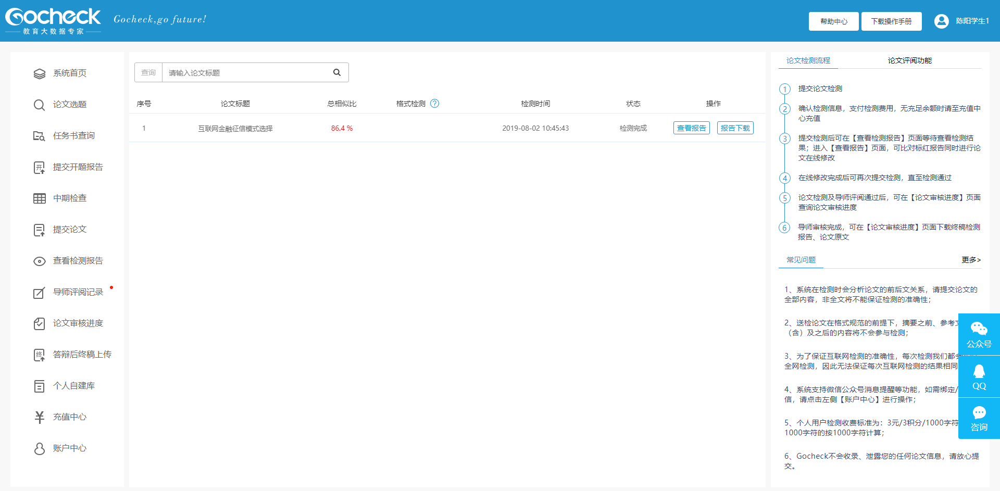 Gocheck
教育大数据专家
Gocheck,go future!
帮助中心
下载操作手册
陈阳学生1
系统首页
论文选题
任务书查询
提交开题报告
中期检查
提交论文
查看检测报告
导师评阅记录
论文审核进度
答辩后终稿上传
个人自建库
充值中心
账户中心
查询 请输入论文标题
序号 论文标题 总相似比 格式检测 ? 检测时间 状态 操作
1 互联网金融征信模式选择 86.4 % 2019-08-02 10:45:43 检测完成 查看报告 报告下载
论文检测流程 论文评阅功能
1 提交论文检测
2 确认检测信息，支付检测费用，无充足余额时请至充值中
心充值
3 提交检测后可在【查看检测报告】页面等待查看检测结
果；进入【查看报告】页面，可比对标红报告同时进行论
文在线修改
4 在线修改完成后可再次提交检测，直至检测通过
5 论文检测及导师评阅通过后，可在【论文审核进度】页面
查询论文审核进度
6 导师审核完成，可在【论文审核进度】页面下载终稿检测
报告、论文原文
常见问题 更多>
1、系统在检测时会分析论文的前后文关系，请提交论文的
全部内容，非全文将不能保证检测的准确性；
2、送检论文在格式规范的前提下，摘要之前、参考
（含）及之后的内容将不会参与检测；
3、为了保证互联网检测的准确性，每次检测我们都
全网检测，因此无法保证每次互联网检测的结果相同
4、系统支持微信公众号消息提醒等功能，如需绑定/
信，请点击左侧【账户中心】进行操作；
5、个人用户检测收费标准为：3元/3积分/1000字符
1000字符的按1000字符计算；
6、Gocheck不会收录、泄露您的任何论文信息，请放心提
交。
公众号
QQ
咨询